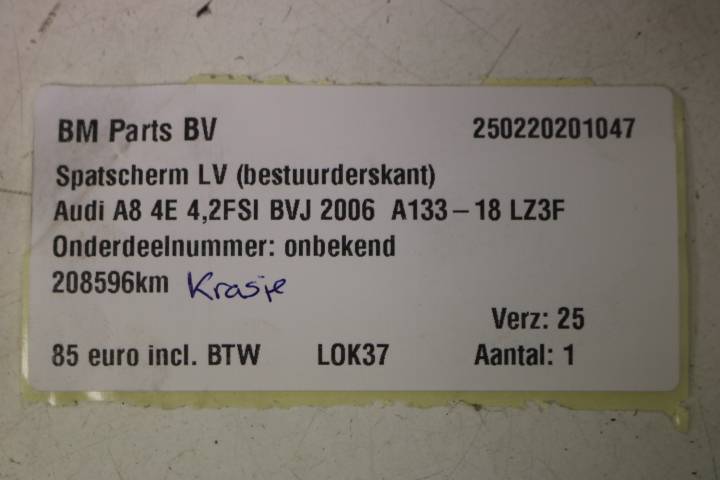 BM Parts BV 250220201047
Spatscherm LV (bestuurderskant)
Audi A8 4E 4,2FSI BVJ 2006 A133-18 LZ3F
Onderdeelnummer: onbekend
208596km Krasje
Verz: 25
85 euro incl. BTW LOK37 Aantal: 1